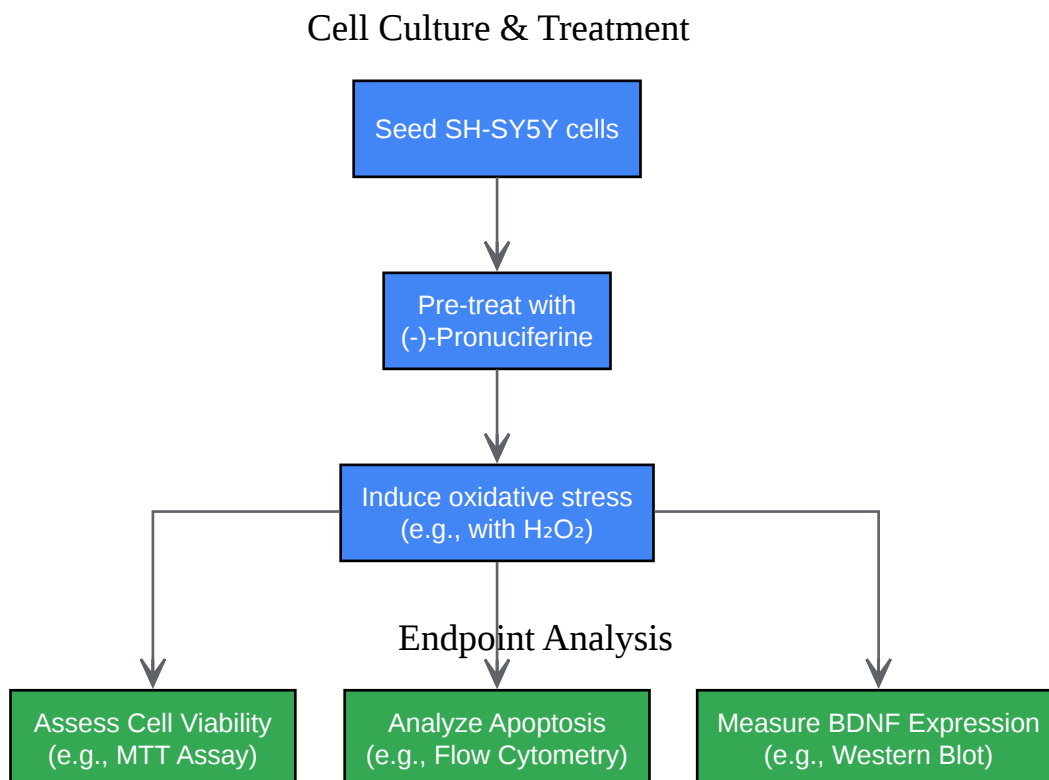 Cell Culture & Treatment
Seed SH-SY5Y cells
Pre-treat with
(-)-Pronuciferine
Induce oxidative stress
(e.g., with H₂O₂)
Endpoint Analysis
Assess Cell Viability
(e.g., MTT Assay)
Analyze Apoptosis
(e.g., Flow Cytometry)
Measure BDNF Expression
(e.g., Western Blot)